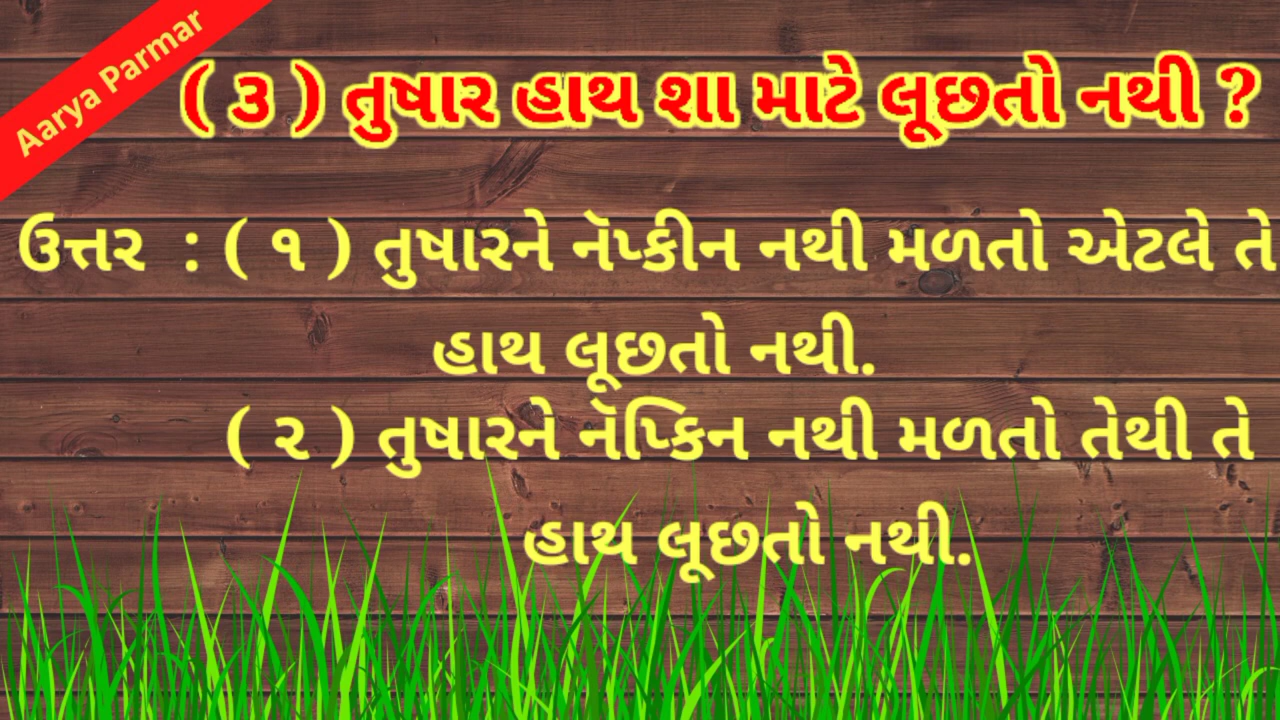 Aarya Parmar
( ૩ ) તુષાર હાથ શા માટે લૂછતો નથી ?
ઉત્તર : ( ૧ ) તુષારને નૅપ્કીન નથી મળતો એટલે તે
હાથ લૂછતો નથી.
( ૨ ) તુષારને નૅપ્કિન નથી મળતો તેથી તે
હાથ લૂછતો નથી.